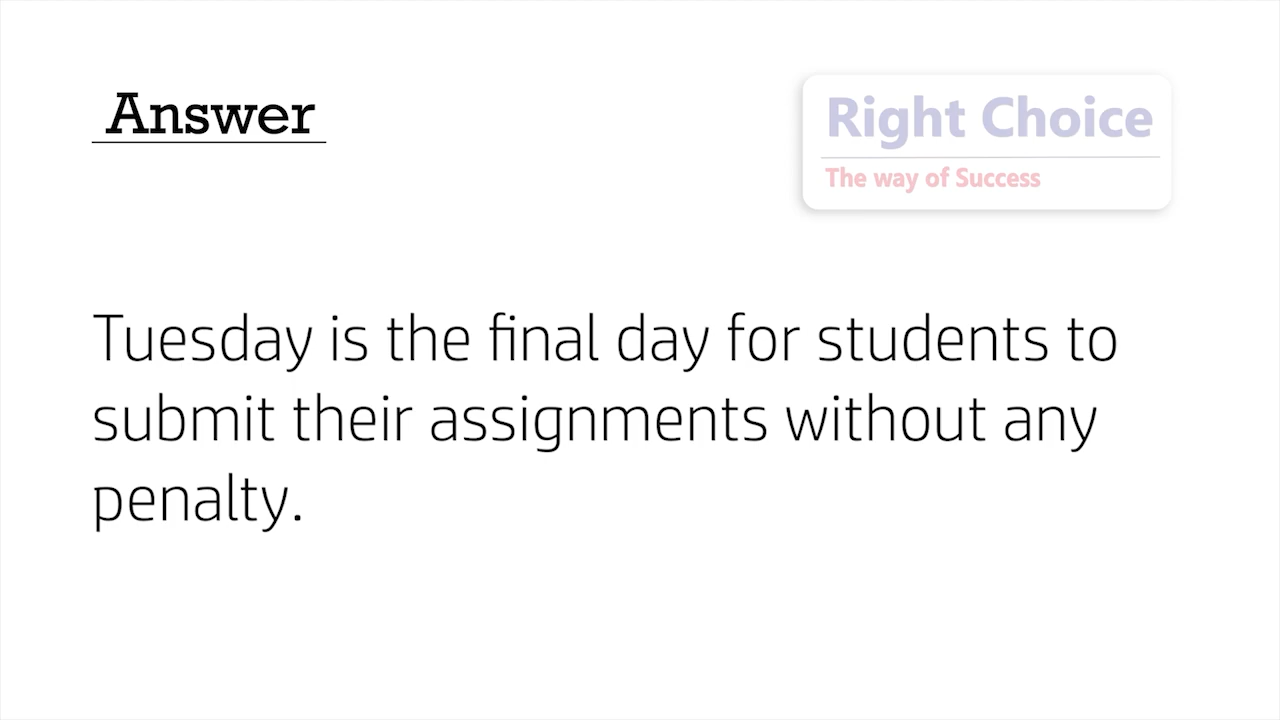 Answer
Right Choice
The way of Success
Tuesday is the final day for students to
submit their assignments without any
penalty.